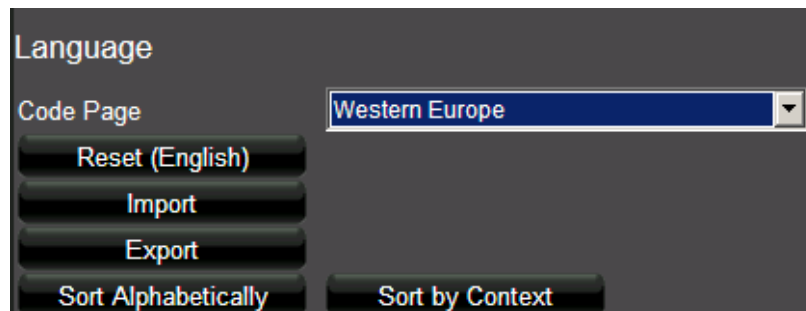 Language
Code Page Western Europe
Reset (English)
Import
Export
Sort Alphabetically Sort by Context